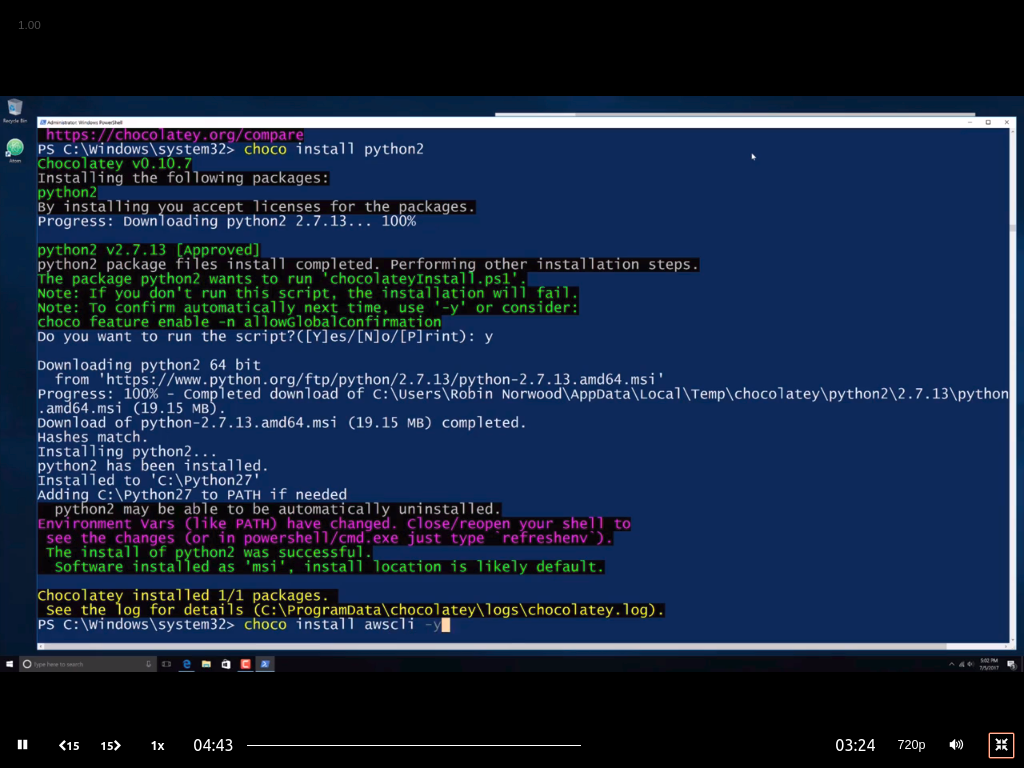 1.00
Recycle Bin
Administrator: Windows PowerShell
Atom
https://chocolatey.org/compare
PS C:\Windows\system32> choco install python2
Chocolatey v0.10.7
Installing the following packages:
python2
By installing you accept licenses for the packages.
Progress: Downloading python2 2.7.13... 100%
python2 v2.7.13 [Approved]
python2 package files install completed. Performing other installation steps.
The package python2 wants to run 'chocolateyInstall.ps1'.
Note: If you don't run this script, the installation will fail.
Note: To confirm automatically next time, use '-y' or consider:
choco feature enable -n allowGlobalConfirmation
Do you want to run the script?([Y]es/[N]o/[P]rint): y
Downloading python2 64 bit
from 'https://www.python.org/ftp/python/2.7.13/python-2.7.13.amd64.msi'
Progress: 100% - Completed download of C:\Users\Robin Norwood\AppData\Local\Temp\chocolatey\python2\2.7.13\python
.amd64.msi (19.15 MB).
Download of python-2.7.13.amd64.msi (19.15 MB) completed.
Hashes match.
Installing python2...
python2 has been installed.
Installed to 'C:\Python27'
Adding C:\Python27 to PATH if needed
python2 may be able to be automatically uninstalled.
Environment Vars (like PATH) have changed. Close/reopen your shell to
see the changes (or in powershell/cmd.exe just type `refreshenv`).
The install of python2 was successful.
Software installed as 'msi', install location is likely default.
Chocolatey installed 1/1 packages.
See the log for details (C:\ProgramData\chocolatey\logs\chocolatey.log).
PS C:\Windows\system32> choco install awscli -y
Type here to search
3:02 PM
7/5/2017
15 15 1x 04:43 03:24 720p